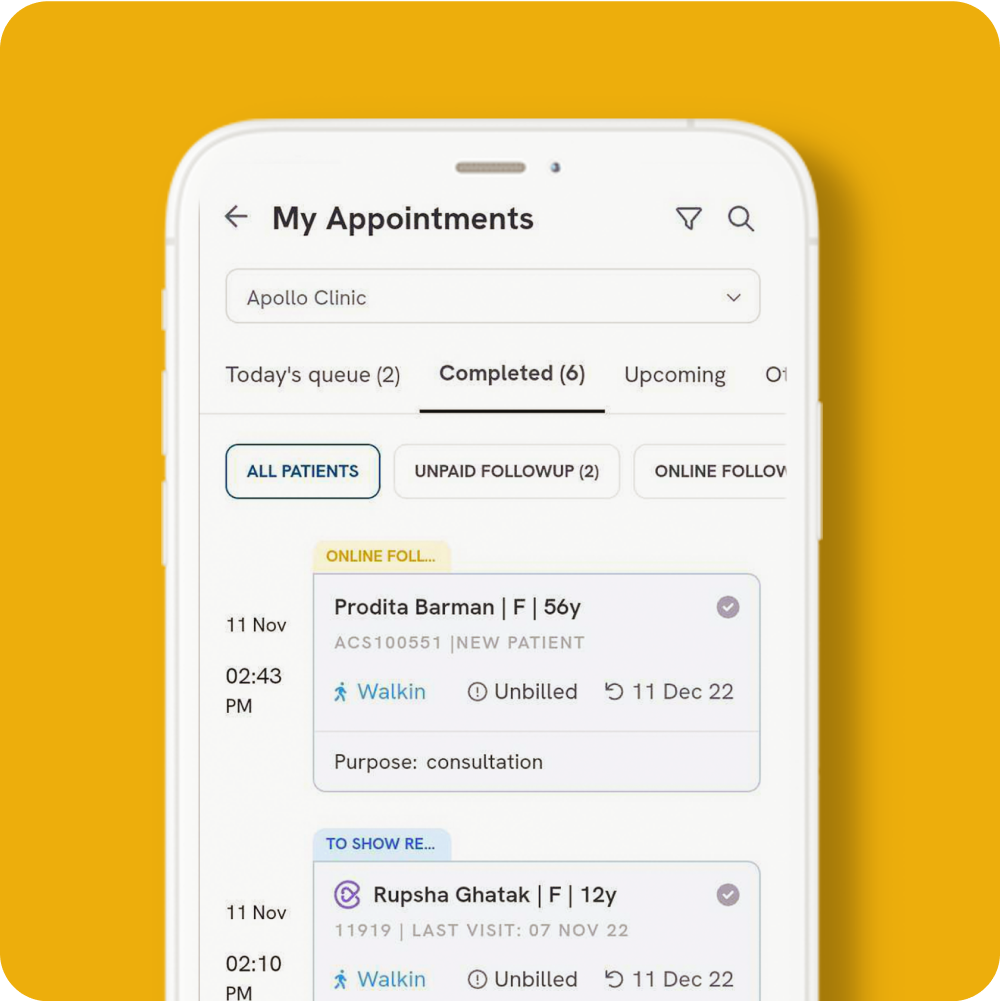 My Appointments
Apollo Clinic
Today's queue (2) Completed (6) Upcoming
ALL PATIENTS UNPAID FOLLOWUP (2) ONLINE FOLLOW
ONLINE FOLL...
11 Nov
02:43
PM
Prodita Barman | F | 56y
ACS100551 |NEW PATIENT
Walkin Unbilled 11 Dec 22
Purpose: consultation
TO SHOW RE...
11 Nov
02:10
PM
Rupsha Ghatak | F | 12y
11919 | LAST VISIT: 07 NOV 22
Walkin Unbilled 11 Dec 22